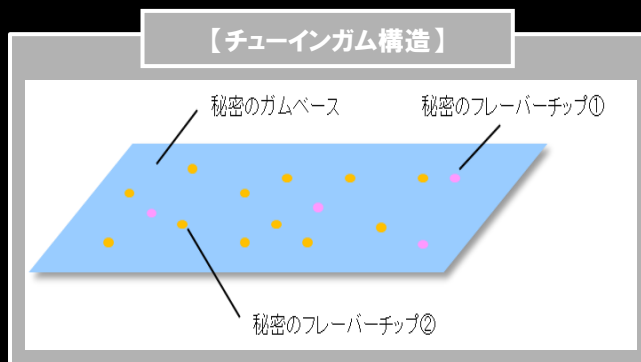 【チューインガム構造】
秘密のガムベース
秘密のフレーバーチップ①
秘密のフレーバーチップ②